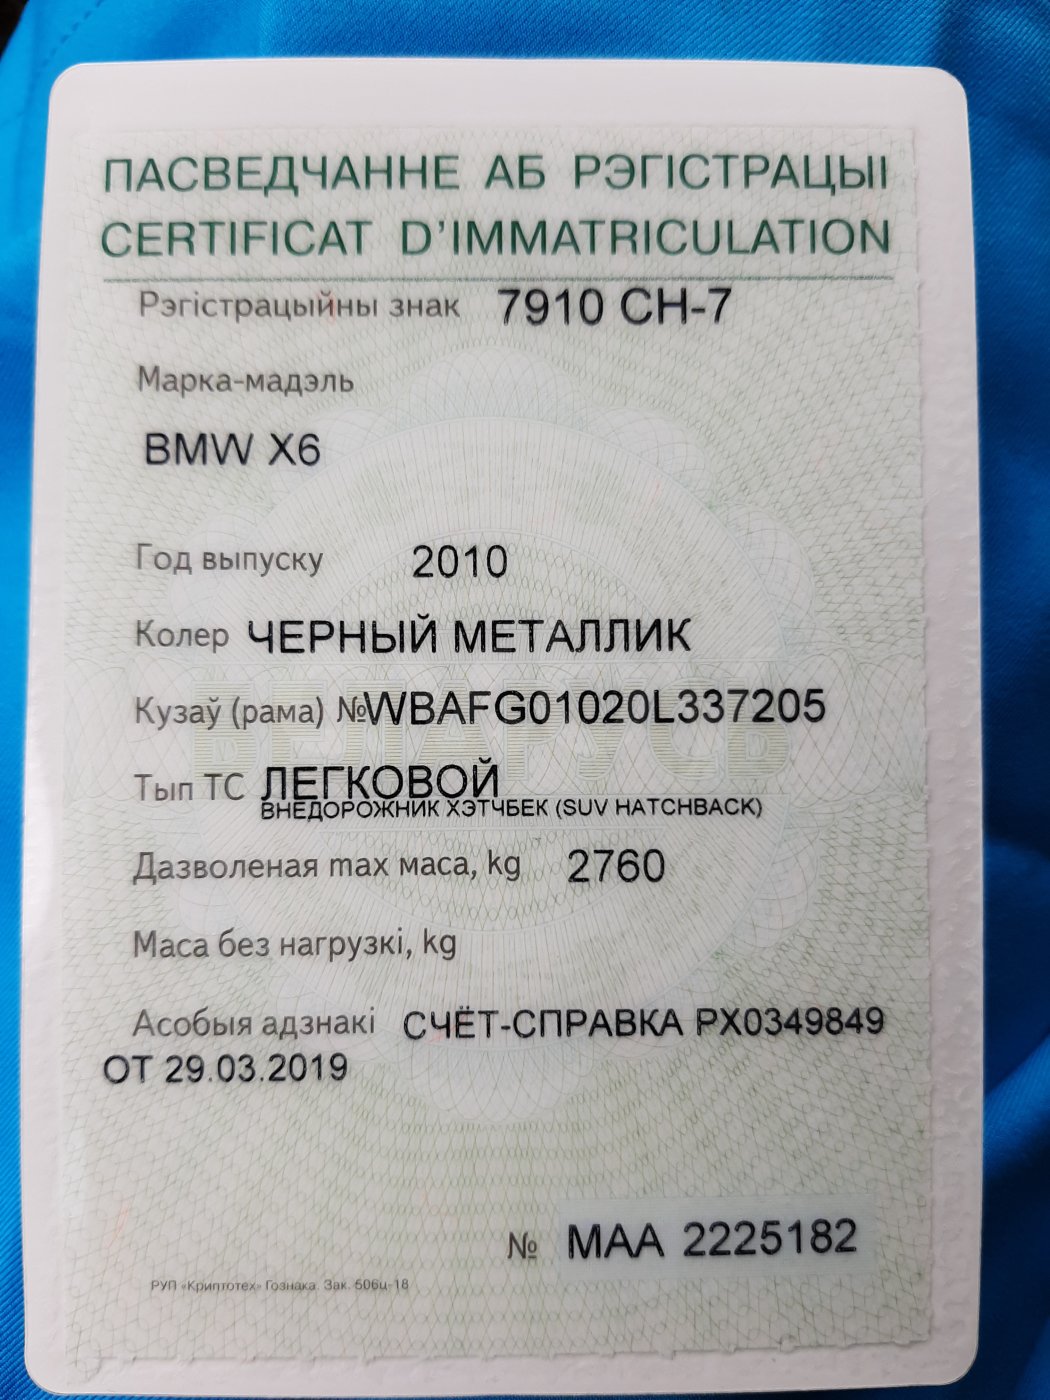 ПАСВЕДЧАННЕ АБ РЭГІСТРАЦЫІ
CERTIFICAT D'IMMATRICULATION
Рэгістрацыйны знак 7910 CH-7
Марка-мадэль
BMW X6
Год выпуску 2010
Колер ЧЕРНЫЙ МЕТАЛЛИК
Кузаў (рама) №WBAFG01020L337205
БЕЛАРУСЬ
Тып ТС ЛЕГКОВОЙ
ВНЕДОРОЖНИК ХЭТЧБЕК (SUV HATCHBACK)
Дазволеная max маса, kg 2760
Маса без нагрузкі, kg
Асобыя адзнакі СЧЁТ-СПРАВКА РХ0349849
ОТ 29.03.2019
№ MAA 2225182
РУП «Криптотех» Гознака. Зак. 506ц-18